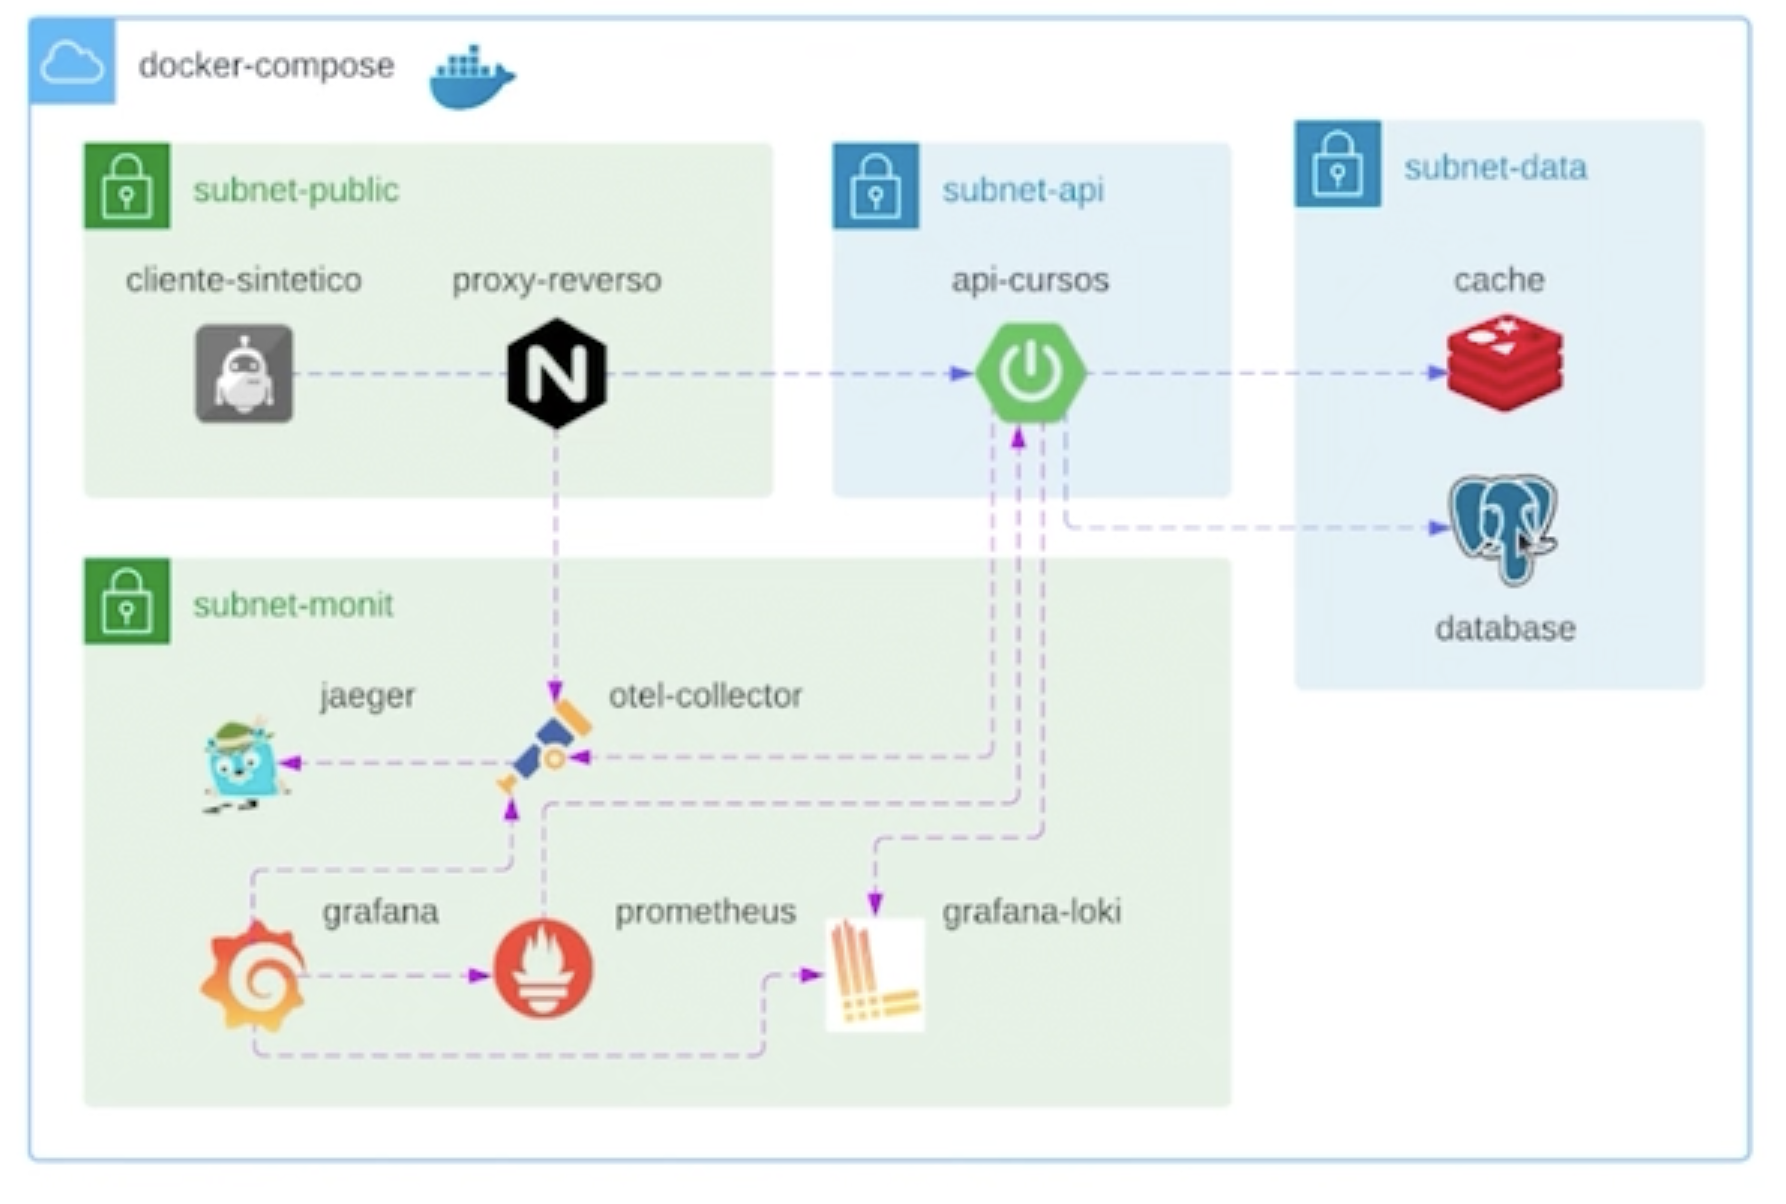 docker-compose
subnet-public
subnet-api
subnet-data
cliente-sintetico
proxy-reverso
api-cursos
cache
database
subnet-monit
jaeger
otel-collector
grafana
prometheus
grafana-loki